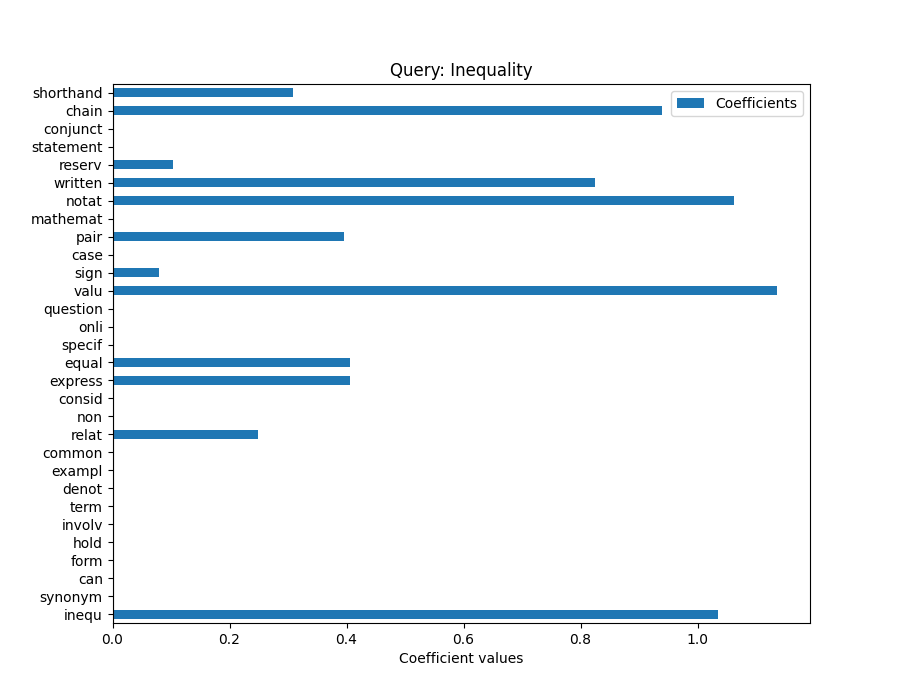 Query: Inequality
Coefficients
shorthand
chain
conjunct
statement
reserv
written
notat
mathemat
pair
case
sign
valu
question
onli
specif
equal
express
consid
non
relat
common
exampl
denot
term
involv
hold
form
can
synonym
inequ
0.0 0.2 0.4 0.6 0.8 1.0
Coefficient values